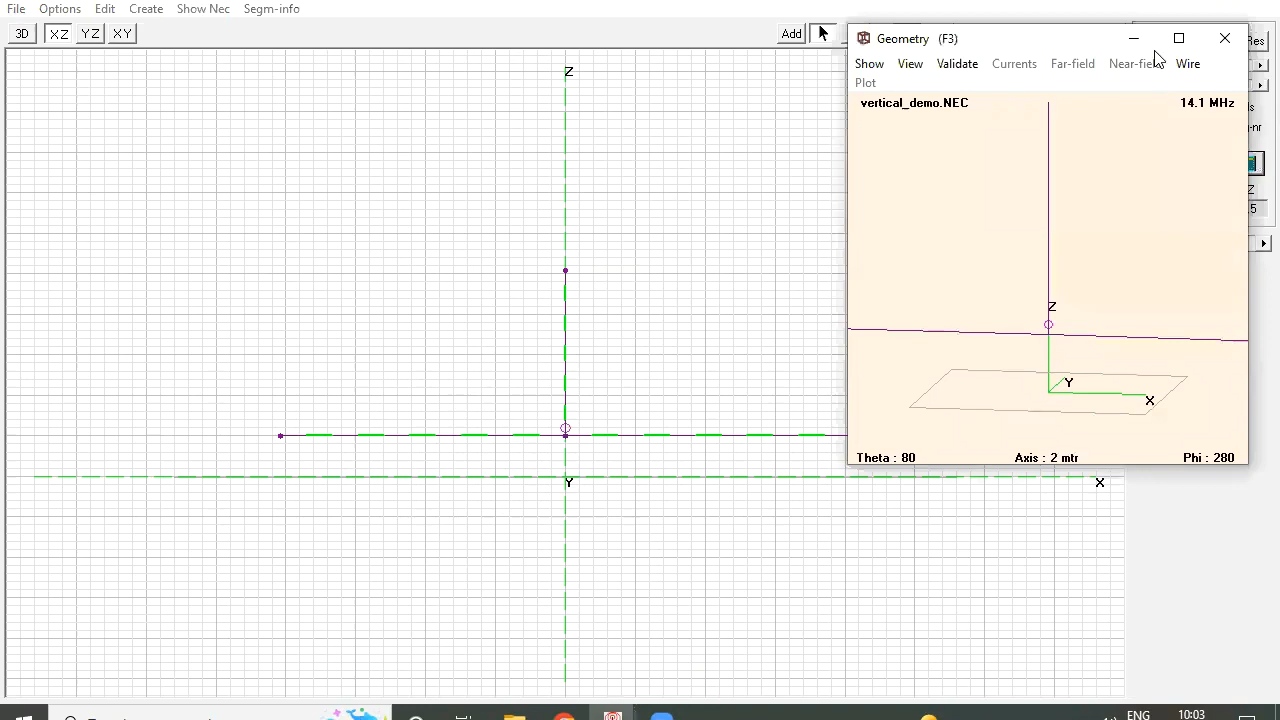 File Options Edit Create Show Nec Segm-info
3D XZ YZ XY Add
Geometry (F3)
Show View Validate Currents Far-field Wire
Plot
vertical_demo.NEC 14.1 MHz
Z
Y
X
Theta : 80 Axis : 2 mtr Phi : 280
Z
Y
X
Z
5
ENG
10:03